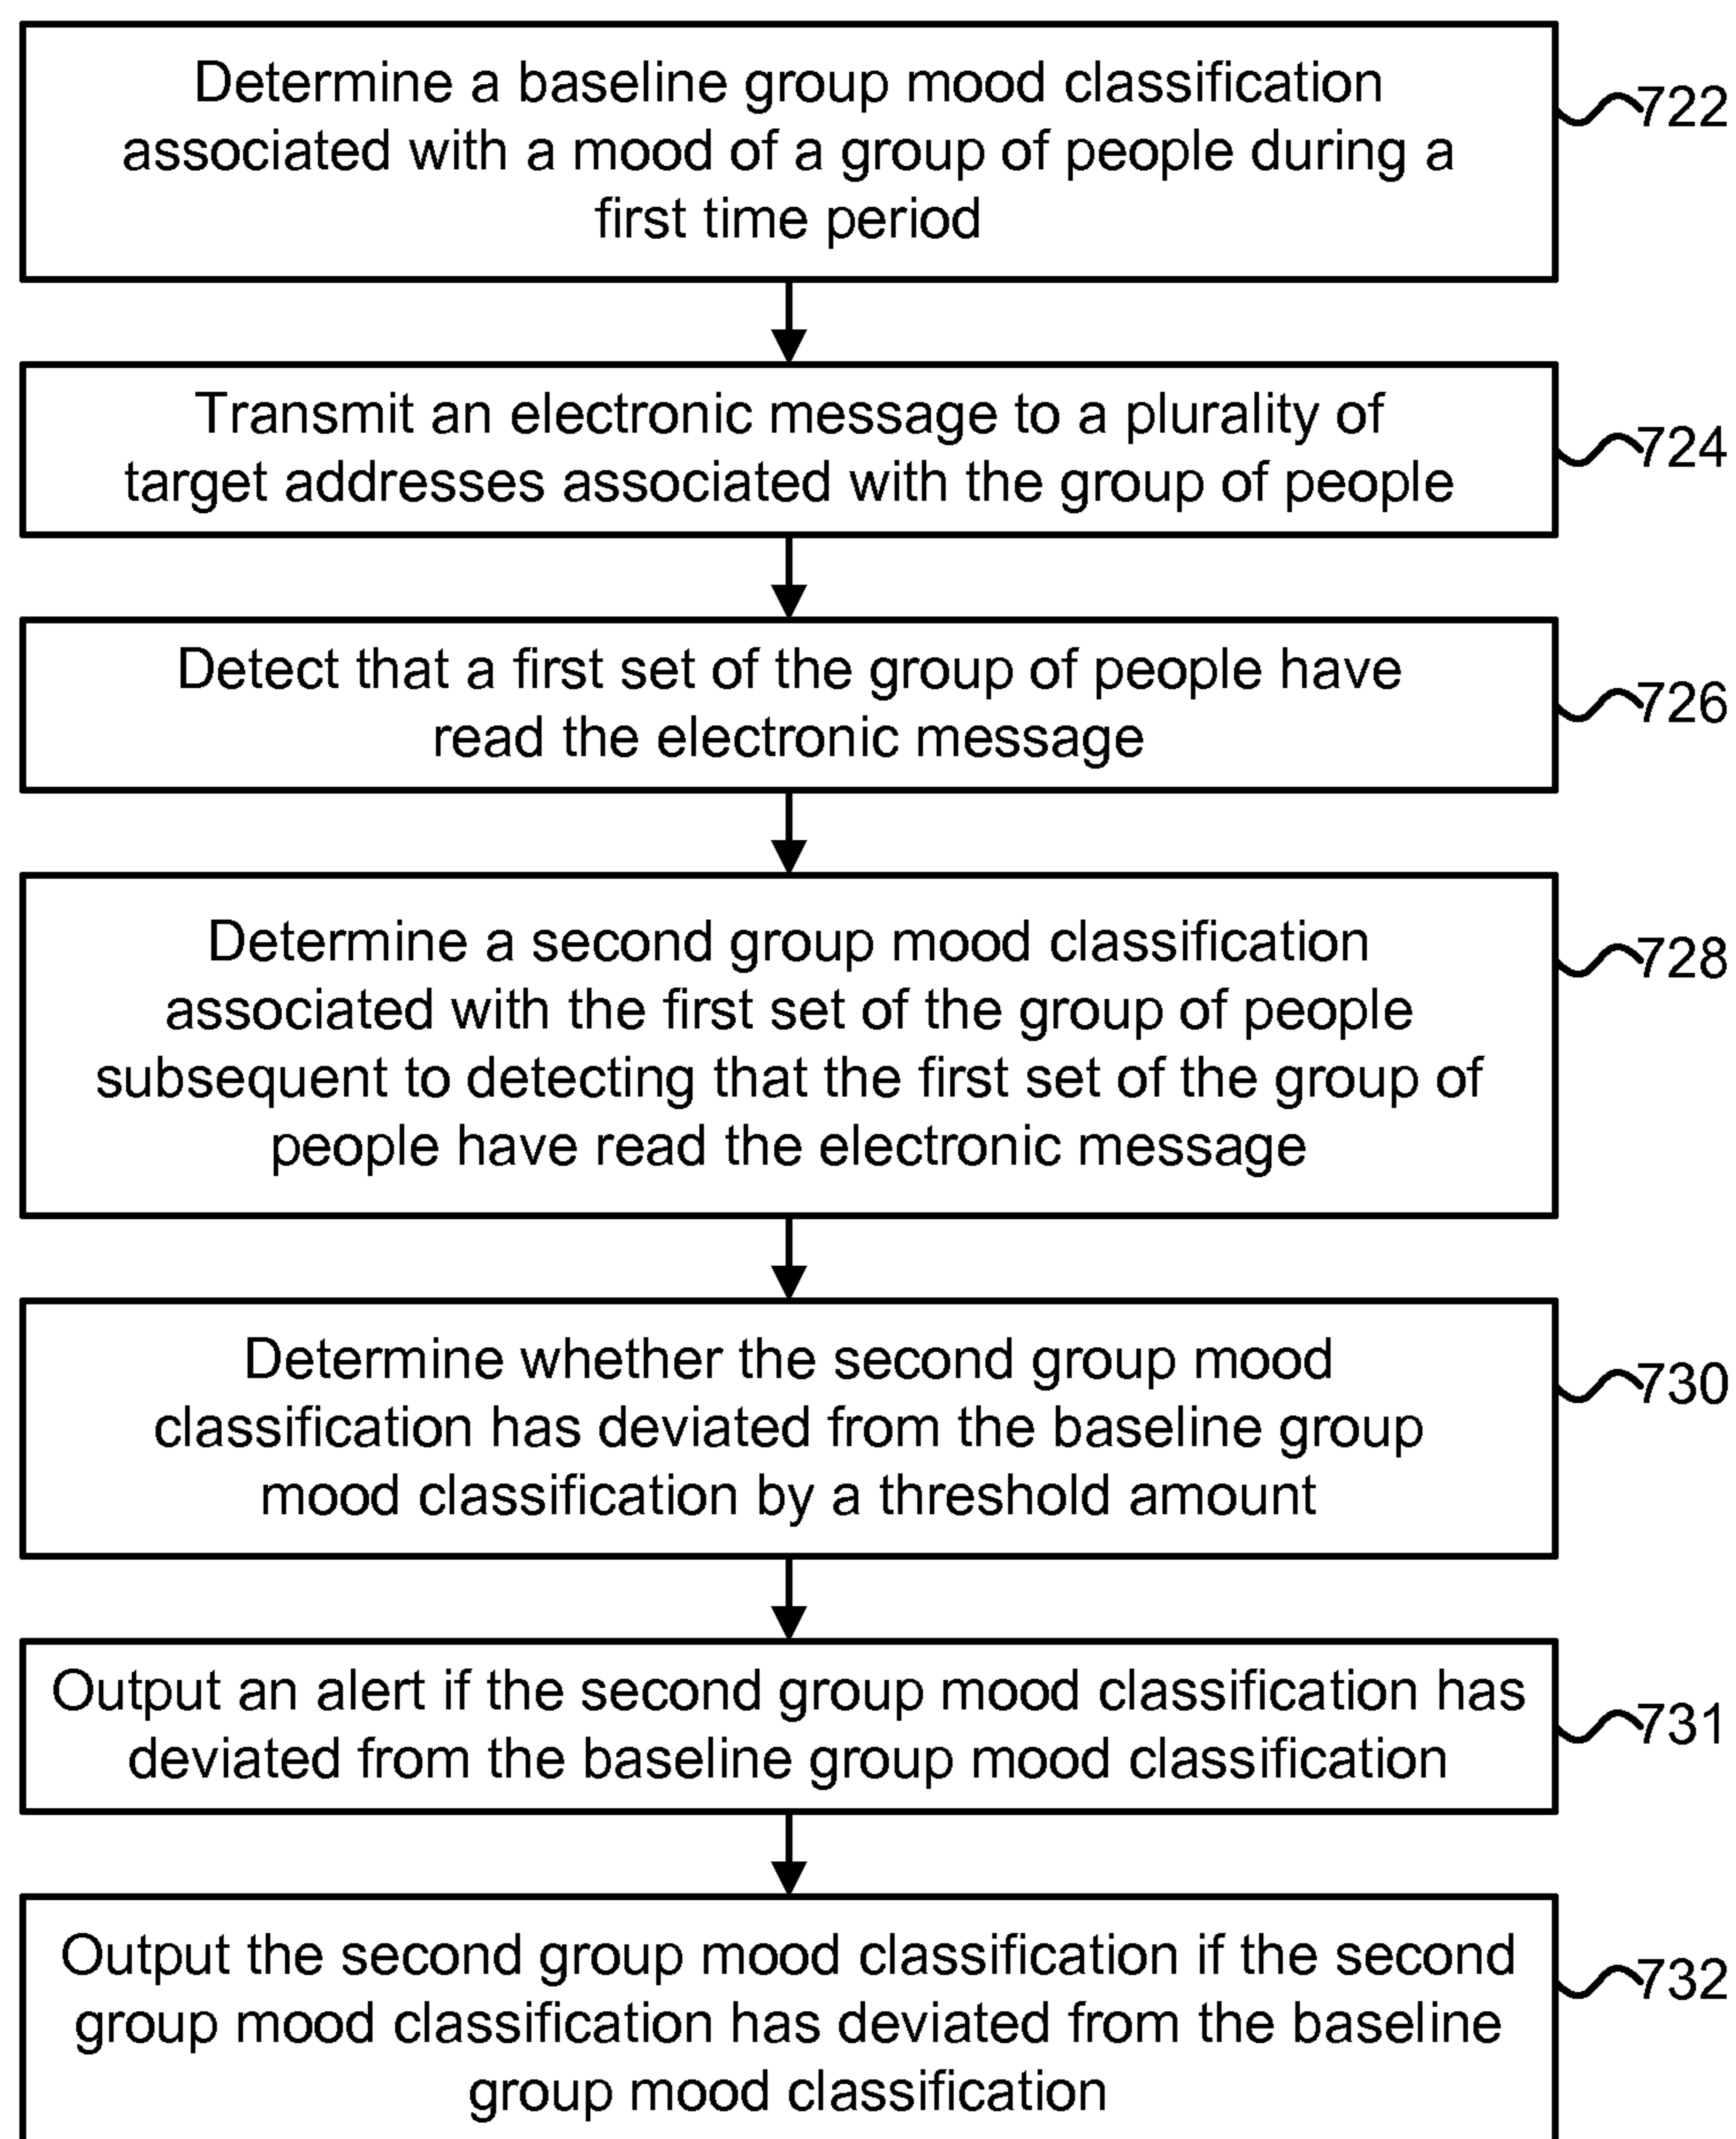 Determine a baseline group mood classification
associated with a mood of a group of people during a
first time period
722
Transmit an electronic message to a plurality of
target addresses associated with the group of people
724
Detect that a first set of the group of people have
read the electronic message
726
Determine a second group mood classification
associated with the first set of the group of people
subsequent to detecting that the first set of the group of
people have read the electronic message
728
Determine whether the second group mood
classification has deviated from the baseline group
mood classification by a threshold amount
730
Output an alert if the second group mood classification has
deviated from the baseline group mood classification
731
Output the second group mood classification if the second
group mood classification has deviated from the baseline
group mood classification
732